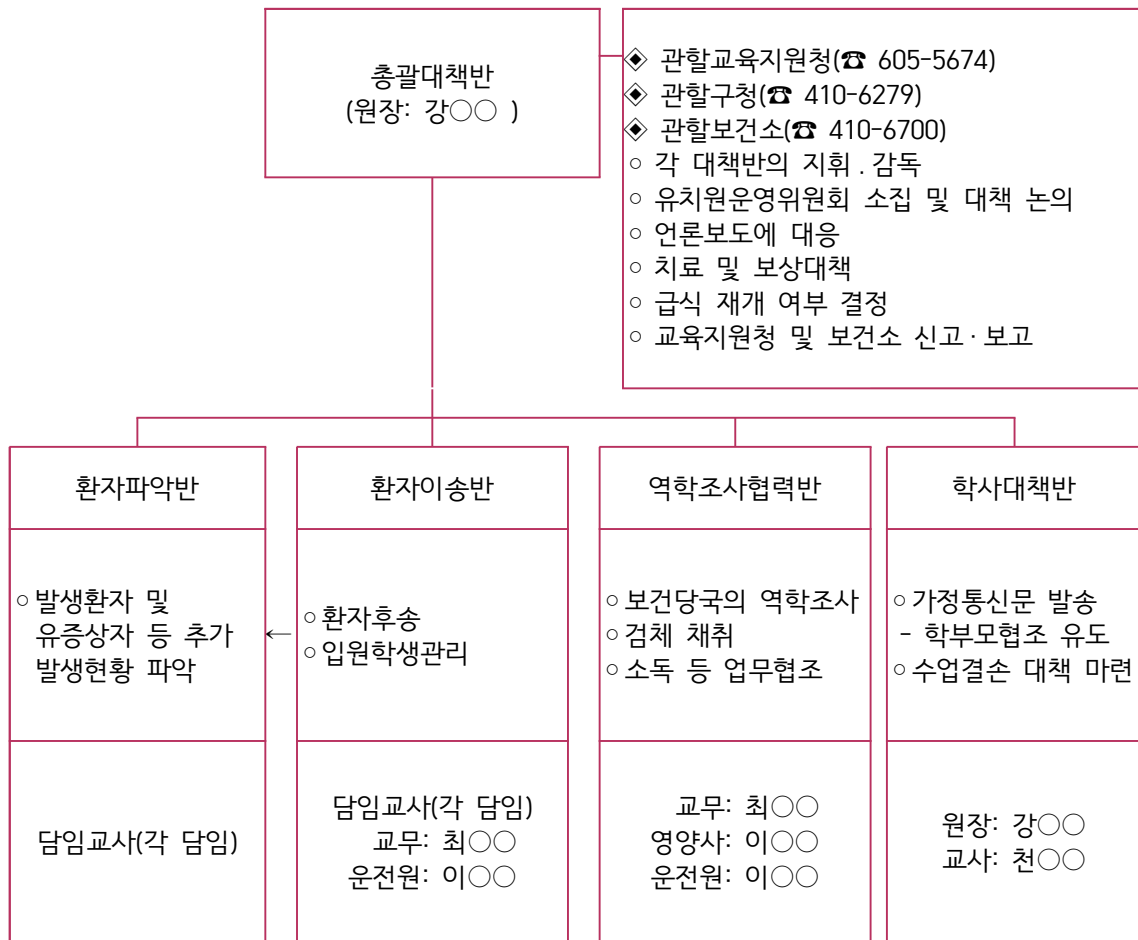 총괄대책반
(원장: 강○○ )
◈ 관할교육지원청(☎ 605-5674)
◈ 관할구청(☎ 410-6279)
◈ 관할보건소(☎ 410-6700)
○ 각 대책반의 지휘．감독
○ 유치원운영위원회 소집 및 대책 논의
○ 언론보도에 대응
○ 치료 및 보상대책
○ 급식 재개 여부 결정
○ 교육지원청 및 보건소 신고·보고
환자파악반
○발생환자 및
유증상자 등 추가
발생현황 파악
담임교사(각 담임)
←
환자이송반
○환자후송
○입원학생관리
담임교사(각 담임)
교무: 최○○
운전원: 이○○
역학조사협력반
○보건당국의 역학조사
○검체 채취
○소독 등 업무협조
교무: 최○○
영양사: 이○○
운전원: 이○○
학사대책반
○가정통신문 발송
- 학부모협조 유도
○수업결손 대책 마련
원장: 강○○
교사: 천○○